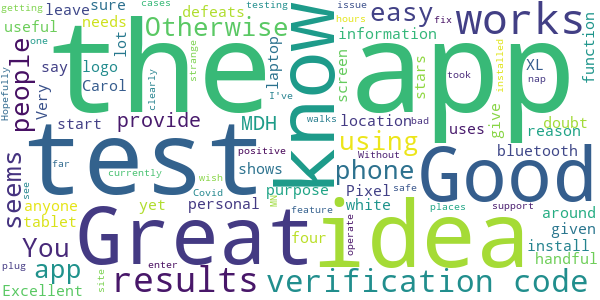 getting one hours issue fix
cases testing
leave sure defeats easy works
needs Otherwise
useful lot information
Hopefully people the know app function
say logo laptop screen stars
Very Carol I've XL
clearly start provide MDH location uses give installed took nap
strange using reason doubt
test walks bad
positive Without bluetooth
seems far shows phone Good
currently wish purpose Pixel safe
see anyone yet Covid MN white places support around
tablet personal feature operate given
You Great four idea install
plug app enter handful
Excellent site results verification code